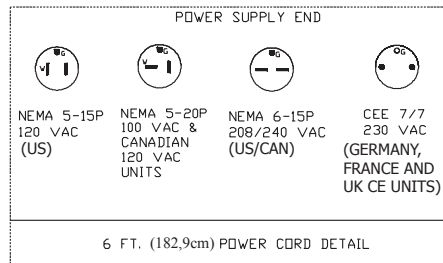 POWER SUPPLY END
G
W
G
W
G
G
NEMA 5-15P
120 VAC
(US)
NEMA 5-20P
100 VAC &
CANADIAN
120 VAC
UNITS
NEMA 6-15P
208/240 VAC
(US/CAN)
CEE 7/7
230 VAC
(GERMANY,
FRANCE AND
UK CE UNITS)
6 FT. (182,9cm) POWER CORD DETAIL